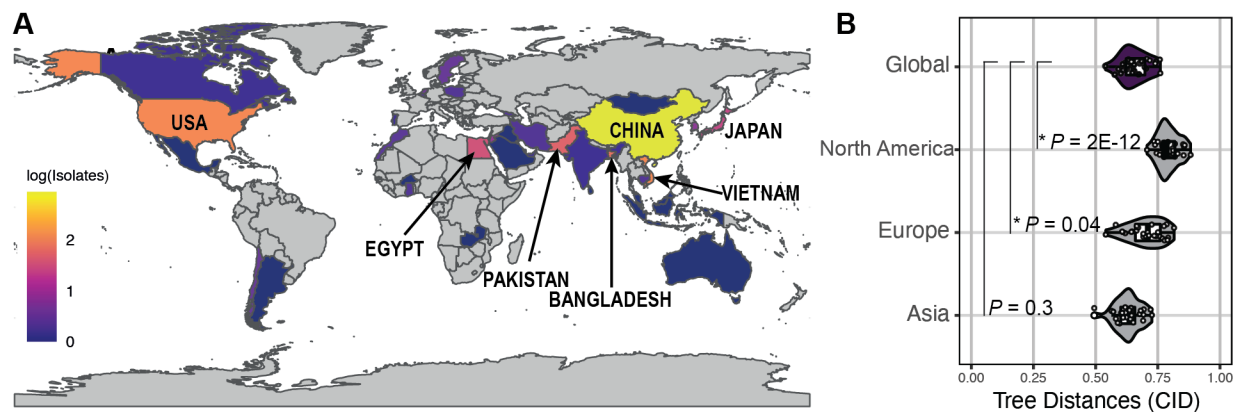 A
B
A
USA
CHINA
JAPAN
VIETNAM
EGYPT
PAKISTAN
BANGLADESH
log(Isolates)
2
1
0
Global
North America
Europe
Asia
* P = 2E-12
* P = 0.04
P = 0.3
0.00 0.25 0.50 0.75 1.00
Tree Distances (CID)